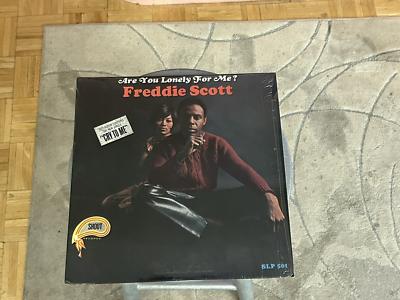 Are You Lonely For Me?
Freddie Scott
"CRY TO ME"
SHOUT
SLP 501